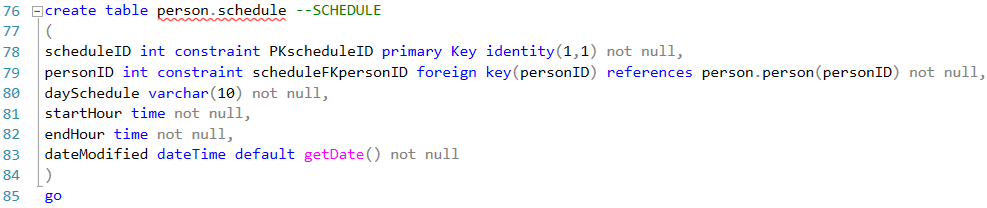 76 create table person.schedule --SCHEDULE
77 (
78 scheduleID int constraint PKscheduleID primary Key identity(1,1) not null,
79 personID int constraint scheduleFKpersonID foreign key(personID) references person.person(personID) not null,
80 daySchedule varchar(10) not null,
81 startHour time not null,
82 endHour time not null,
83 dateModified dateTime default getDate() not null
84 )
85 go